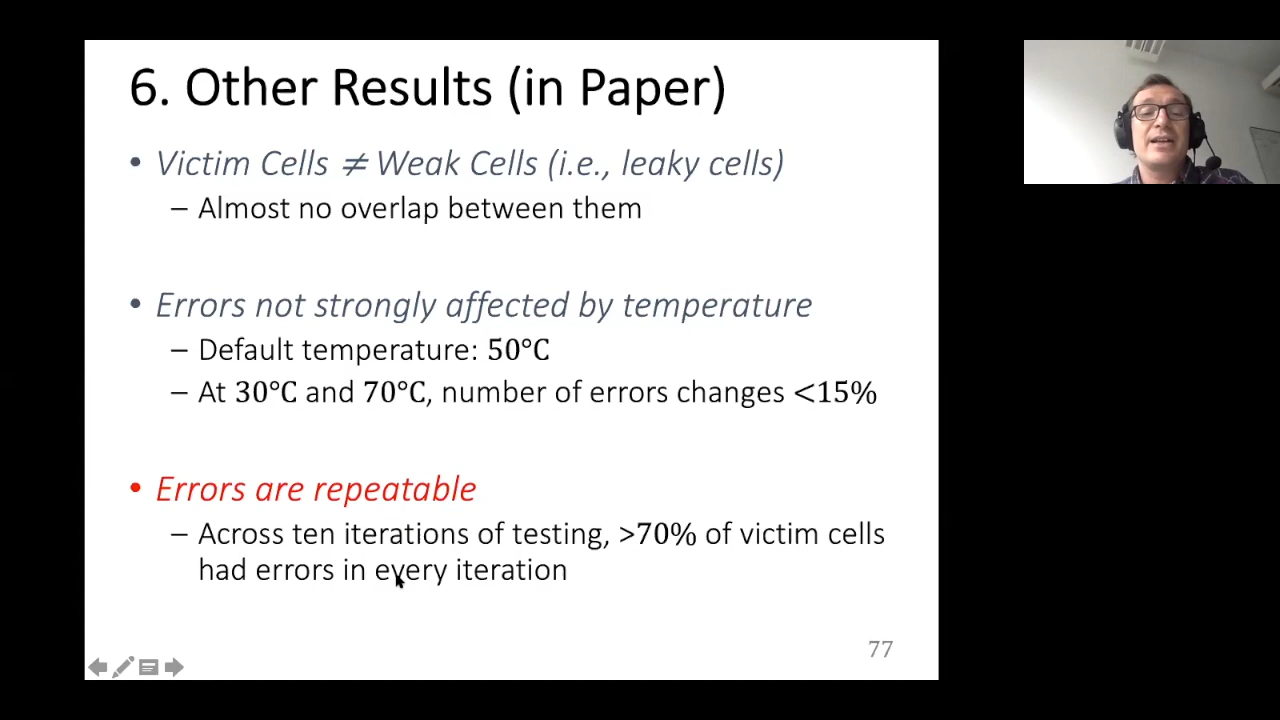 6. Other Results (in Paper)
• Victim Cells ≠ Weak Cells (i.e., leaky cells)
– Almost no overlap between them
• Errors not strongly affected by temperature
– Default temperature: 50°C
– At 30°C and 70°C, number of errors changes <15%
• Errors are repeatable
– Across ten iterations of testing, >70% of victim cells
had errors in every iteration
77